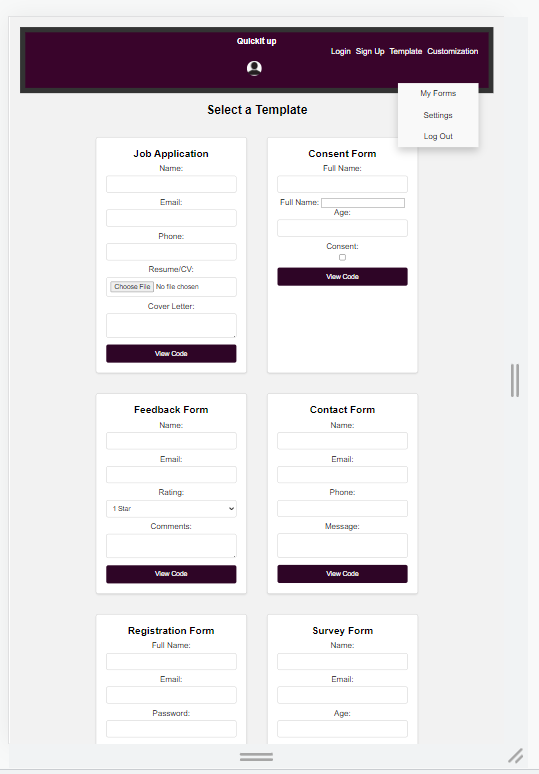 QuickIt up
Login Sign Up Template Customization
My Forms
Settings
Log Out
Select a Template
Job Application
Name:
Email:
Phone:
Resume/CV:
Choose File No file chosen
Cover Letter:
View Code
Consent Form
Full Name:
Full Name:
Age:
Consent:
View Code
Feedback Form
Name:
Email:
Rating:
1 Star
Comments:
View Code
Contact Form
Name:
Email:
Phone:
Message:
View Code
Registration Form
Full Name:
Email:
Password:
Survey Form
Name:
Email:
Age: